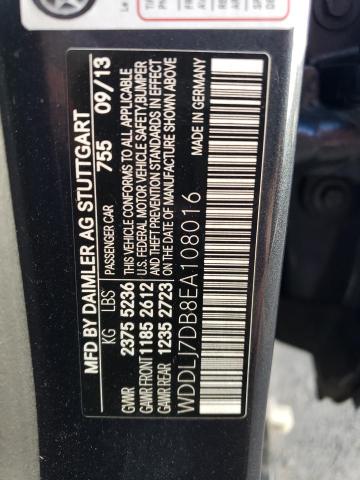 MFD BY DAIMLER AG STUTTGART
PASSENGER CAR 755 09/13
KG LBS THIS VEHICLE CONFORMS TO ALL APPLICABLE
U.S. FEDERAL MOTOR VEHICLE SAFETY,BUMPER
GWWR 2375 5236 AND THEFT PREVENTION STANDARDS IN EFFECT
GAWR FRONT 1185 2612 ON THE DATE OF MANUFACTURE SHOWN ABOVE
GAWR REAR 1235 2723
MADE IN GERMANY
WDDLJ7DB8EA108016